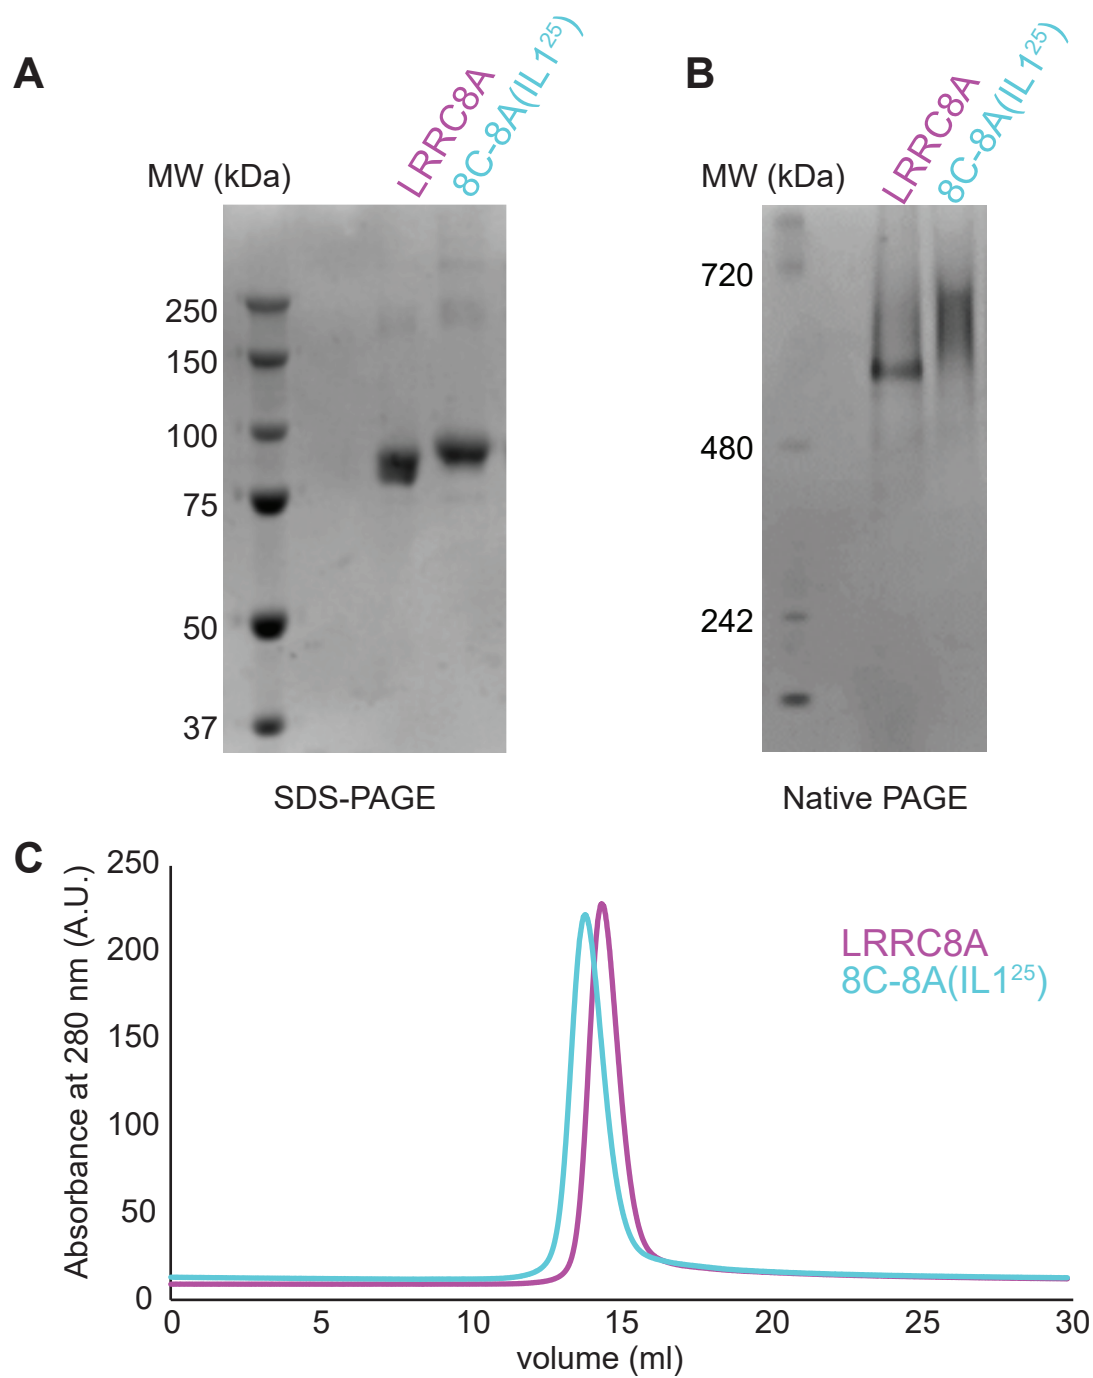 A
LRRC8A
8C-8A(IL1²⁵)
MW (kDa)
250
150
100
75
50
37
SDS-PAGE
B
LRRC8A
8C-8A(IL1²⁵)
MW (kDa)
720
480
242
Native PAGE
C
Absorbance at 280 nm (A.U.)
250
200
150
100
50
0
LRRC8A
8C-8A(IL1²⁵)
0 5 10 15 20 25 30
volume (ml)